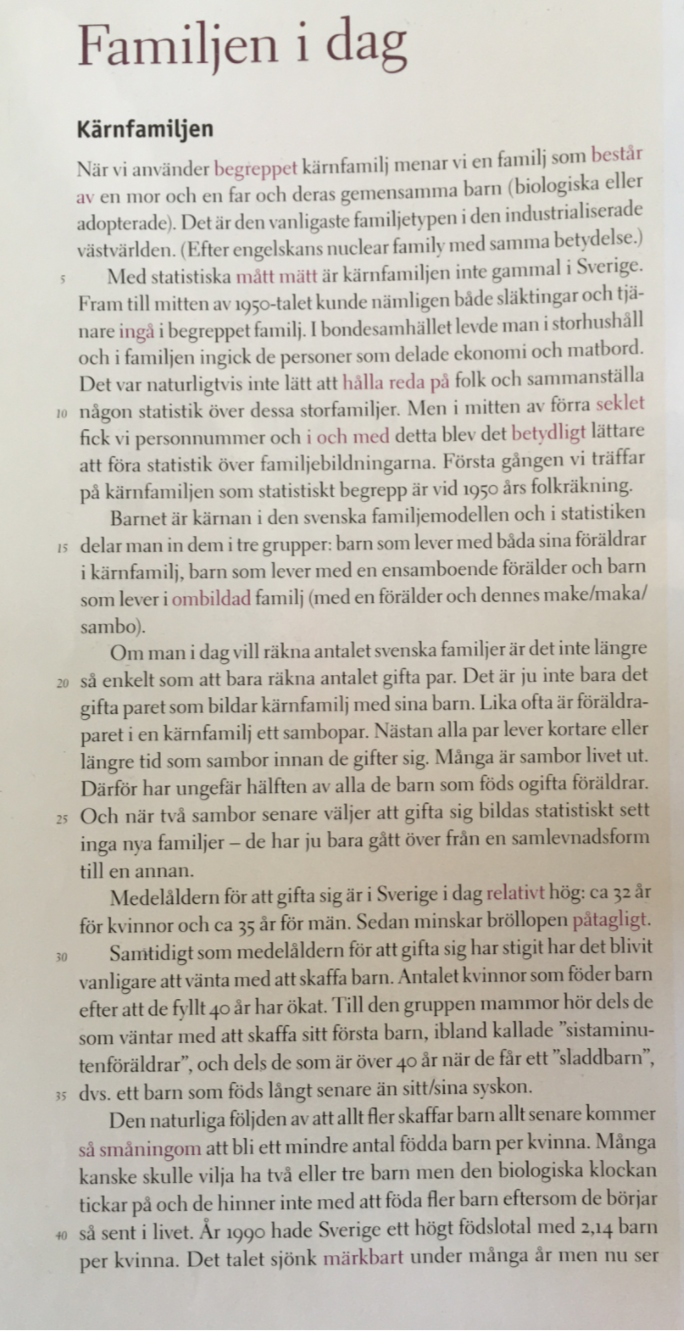 Familjen i dag
Kärnfamiljen
När vi använder begreppet kärnfamilj menar vi en familj som består
av en mor och en far och deras gemensamma barn (biologiska eller
adopterade). Det är den vanligaste familjetypen i den industrialiserade
västvärlden. (Efter engelskans nuclear family med samma betydelse.)
5 Med statistiska mått mätt är kärnfamiljen inte gammal i Sverige.
Fram till mitten av 1950-talet kunde nämligen både släktingar och tjä-
nare ingå i begreppet familj. I bondesamhället levde man i storhushåll
och i familjen ingick de personer som delade ekonomi och matbord.
Det var naturligtvis inte lätt att hålla reda på folk och sammanställa
10 någon statistik över dessa storfamiljer. Men i mitten av förra seklet
fick vi personnummer och i och med detta blev det betydligt lättare
att föra statistik över familjebildningarna. Första gången vi träffar
på kärnfamiljen som statistiskt begrepp är vid 1950 års folkräkning.
Barnet är kärnan i den svenska familjemodellen och i statistiken
15 delar man in dem i tre grupper: barn som lever med båda sina föräldrar
i kärnfamilj, barn som lever med en ensamboende förälder och barn
som lever i ombildad familj (med en förälder och dennes make/maka/
sambo).
Om man i dag vill räkna antalet svenska familjer är det inte längre
20 så enkelt som att bara räkna antalet gifta par. Det är ju inte bara det
gifta paret som bildar kärnfamilj med sina barn. Lika ofta är föräldra-
paret i en kärnfamilj ett sambopar. Nästan alla par lever kortare eller
längre tid som sambor innan de gifter sig. Många är sambor livet ut.
Därför har ungefär hälften av alla de barn som föds ogifta föräldrar.
25 Och när två sambor senare väljer att gifta sig bildas statistiskt sett
inga nya familjer – de har ju bara gått över från en samlevnadsform
till en annan.
Medelåldern för att gifta sig är i Sverige i dag relativt hög: ca 32 år
för kvinnor och ca 35 år för män. Sedan minskar bröllopen påtagligt.
30 Samtidigt som medelåldern för att gifta sig har stigit har det blivit
vanligare att vänta med att skaffa barn. Antalet kvinnor som föder barn
efter att de fyllt 40 år har ökat. Till den gruppen mammor hör dels de
som väntar med att skaffa sitt första barn, ibland kallade ”sistaminu-
tenföräldrar”, och dels de som är över 40 år när de får ett ”sladdbarn”,
35 dvs. ett barn som föds långt senare än sitt/sina syskon.
Den naturliga följden av att allt fler skaffar barn allt senare kommer
så småningom att bli ett mindre antal födda barn per kvinna. Många
kanske skulle vilja ha två eller tre barn men den biologiska klockan
tickar på och de hinner inte med att föda fler barn eftersom de börjar
40 så sent i livet. År 1990 hade Sverige ett högt födslotal med 2,14 barn
per kvinna. Det talet sjönk märkbart under många år men nu ser